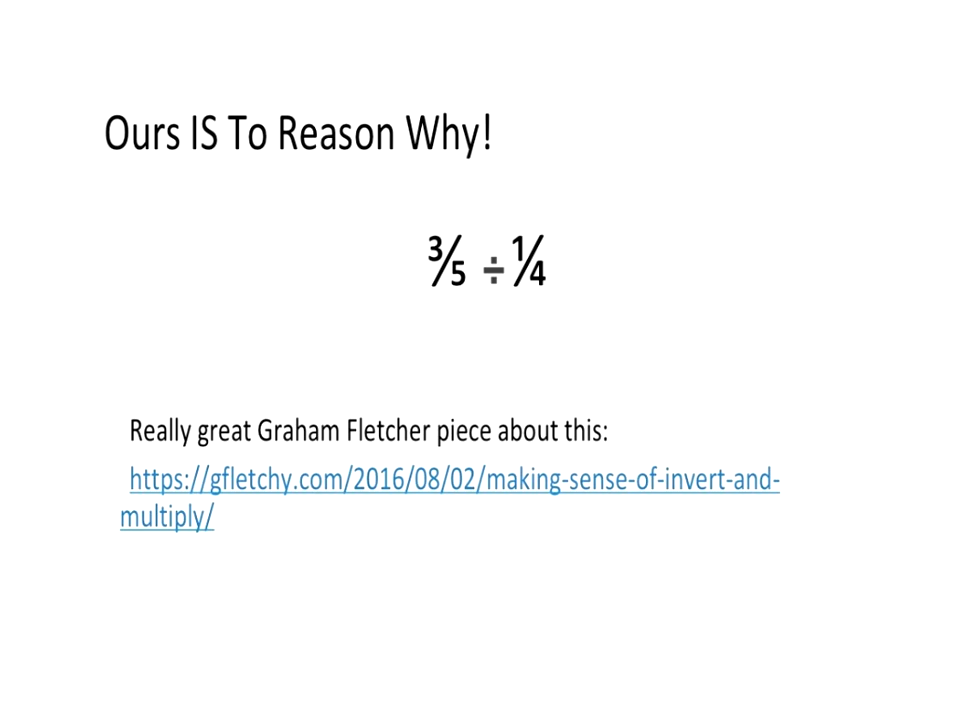 Ours IS To Reason Why!
⅗ ÷ ¼
Really great Graham Fletcher piece about this:
https://gfletchy.com/2016/08/02/making-sense-of-invert-and-
multiply/